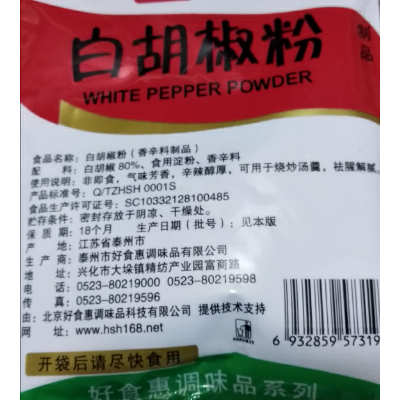 白胡椒粉
制品
WHITE PEPPER POWDER
食品名称：白胡椒粉（香辛料制品）
配　　料：白胡椒80%、食用淀粉、香辛料
使用说明：非即食，气味芳香，辛辣醇厚，可用于烧炒汤羹，祛腥解腻
产品标准号：Q/TZHSH 0001S
食品生产许可证号：SC10332128100485
贮存条件：密封存放于阴凉、干燥处。
保 质 期：18个月　生产日期（批号）：见本版
产　　地：江苏省泰州市
生 产 商：泰州市好食惠调味品有限公司
地　　址：兴化市大垛镇精纺产业园富商路
电　　话：0523-80219000　0523-80219598
传　　真：0523-80219596
由:北京好食惠调味品科技有限公司　提供技术支持
网　　址：www.hsh168.net
6 932859 57319
开袋后请尽快食用
好食惠调味品系列